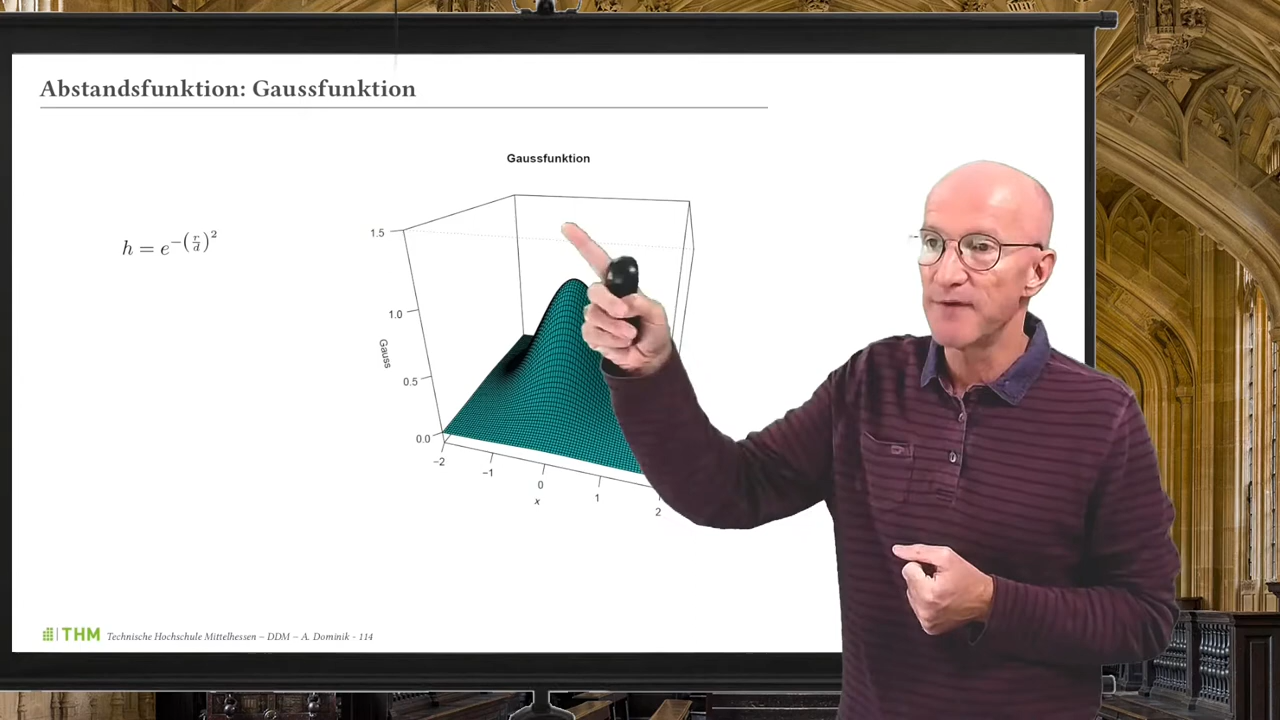 Abstandsfunktion: Gaussfunktion
Gaussfunktion
h = e^{-(r/d)^2}
1.5
1.0
0.5
0.0
Gauss
−2
−1
0
1
2
x
THM Technische Hochschule Mittelhessen – DDM – A. Dominik - 114